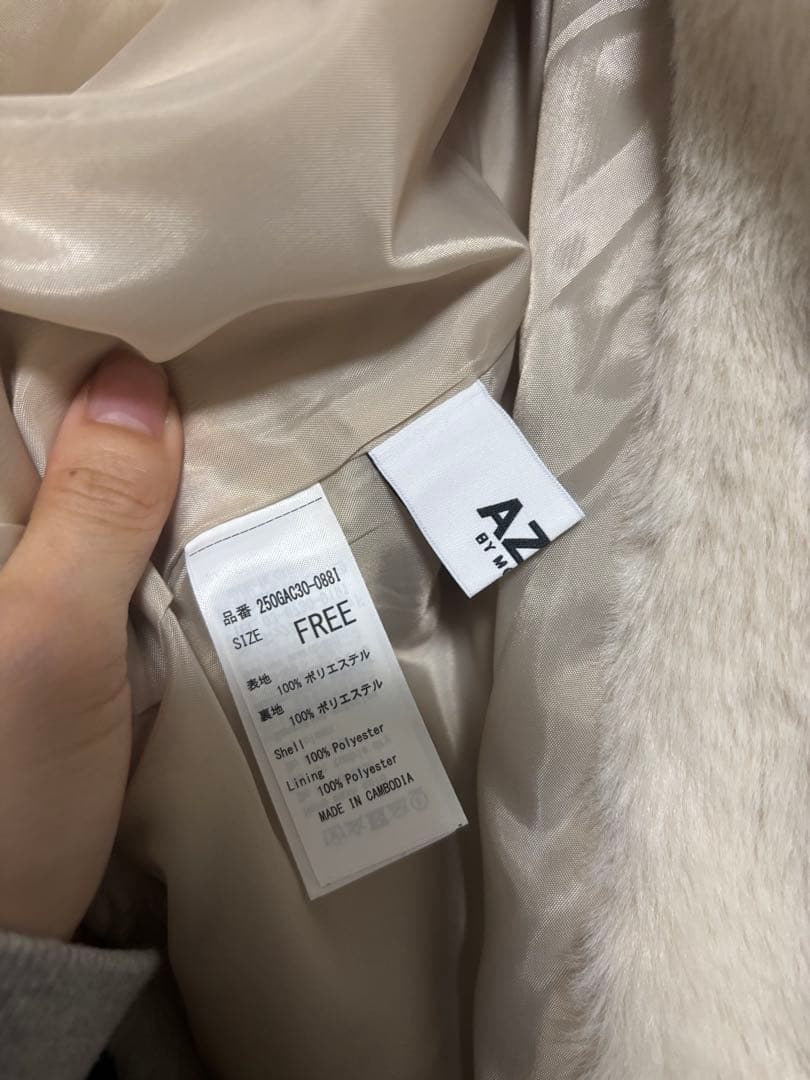 品番 250GAC30-088I
SIZE FREE
表地 100% ポリエステル
裏地 100% ポリエステル
Shell 100% Polyester
Lining 100% Polyester
MADE IN CAMBODIA
AZ
BY